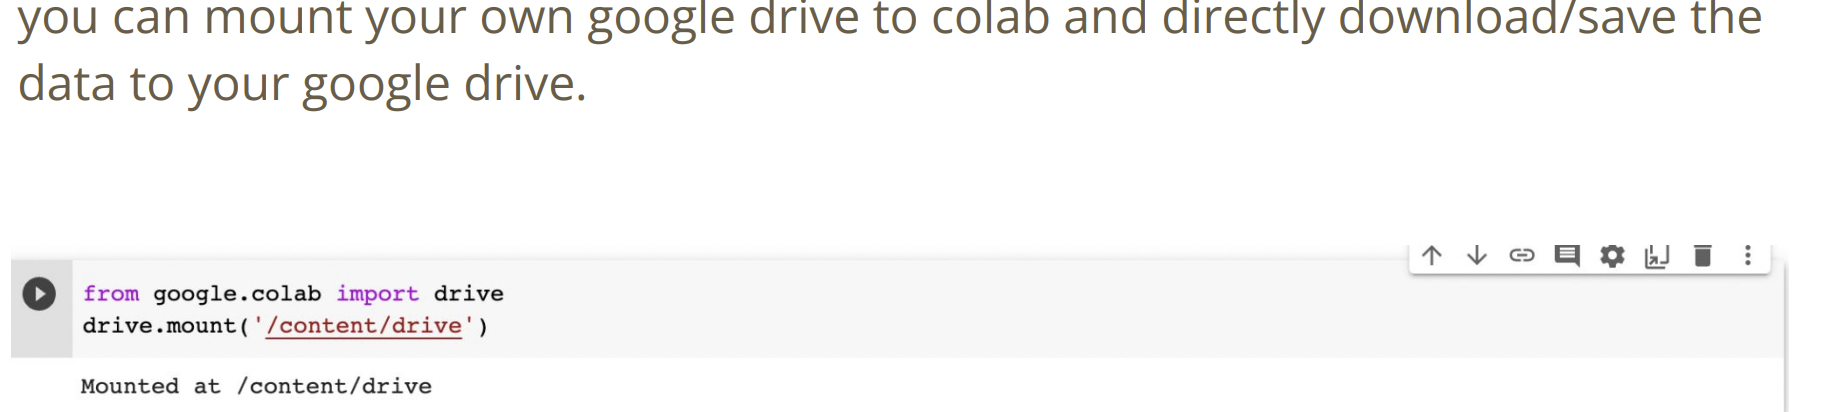 you can mount your own google drive to colab and directly download/save the
data to your google drive.
from google.colab import drive
drive.mount('/content/drive')
Mounted at /content/drive